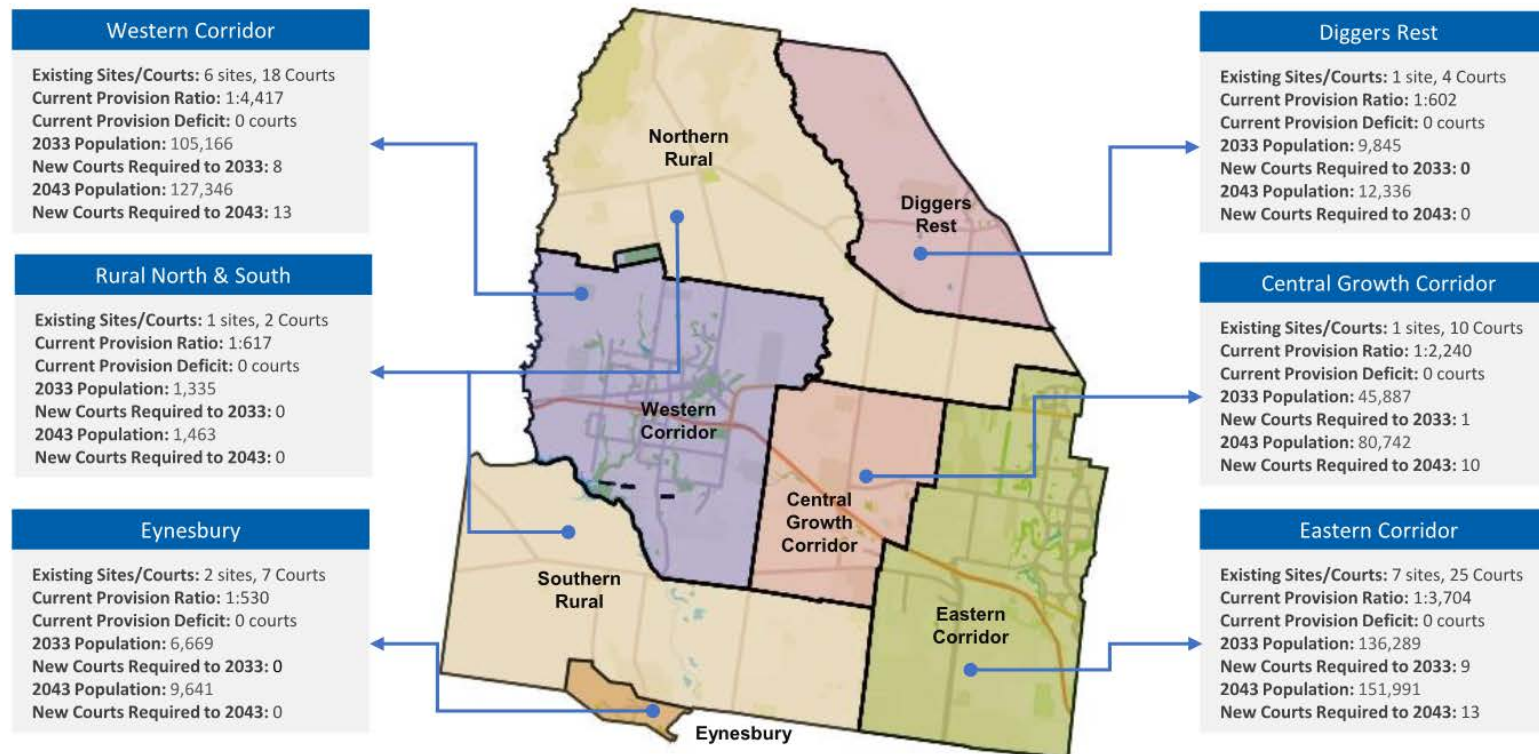 Western Corridor
Existing Sites/Courts: 6 sites, 18 Courts
Current Provision Ratio: 1:4,417
Current Provision Deficit: 0 courts
2033 Population: 105,166
New Courts Required to 2033: 8
2043 Population: 127,346
New Courts Required to 2043: 13
Rural North & South
Existing Sites/Courts: 1 sites, 2 Courts
Current Provision Ratio: 1:617
Current Provision Deficit: 0 courts
2033 Population: 1,335
New Courts Required to 2033: 0
2043 Population: 1,463
New Courts Required to 2043: 0
Eynesbury
Existing Sites/Courts: 2 sites, 7 Courts
Current Provision Ratio: 1:530
Current Provision Deficit: 0 courts
2033 Population: 6,669
New Courts Required to 2033: 0
2043 Population: 9,641
New Courts Required to 2043: 0
Northern
Rural
Diggers
Rest
Western
Corridor
Central
Growth
Corridor
Southern
Rural
Eastern
Corridor
Eynesbury
Diggers Rest
Existing Sites/Courts: 1 site, 4 Courts
Current Provision Ratio: 1:602
Current Provision Deficit: 0 courts
2033 Population: 9,845
New Courts Required to 2033: 0
2043 Population: 12,336
New Courts Required to 2043: 0
Central Growth Corridor
Existing Sites/Courts: 1 sites, 10 Courts
Current Provision Ratio: 1:2,240
Current Provision Deficit: 0 courts
2033 Population: 45,887
New Courts Required to 2033: 1
2043 Population: 80,742
New Courts Required to 2043: 10
Eastern Corridor
Existing Sites/Courts: 7 sites, 25 Courts
Current Provision Ratio: 1:3,704
Current Provision Deficit: 0 courts
2033 Population: 136,289
New Courts Required to 2033: 9
2043 Population: 151,991
New Courts Required to 2043: 13